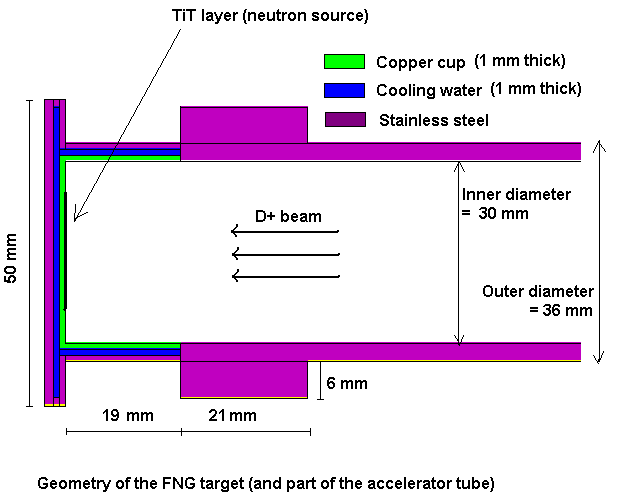 TiT layer (neutron source)
Copper cup (1 mm thick)
Cooling water (1 mm thick)
Stainless steel
D+ beam
Inner diameter
= 30 mm
50 mm
Outer diameter
= 36 mm
6 mm
19 mm
21 mm
Geometry of the FNG target (and part of the accelerator tube)